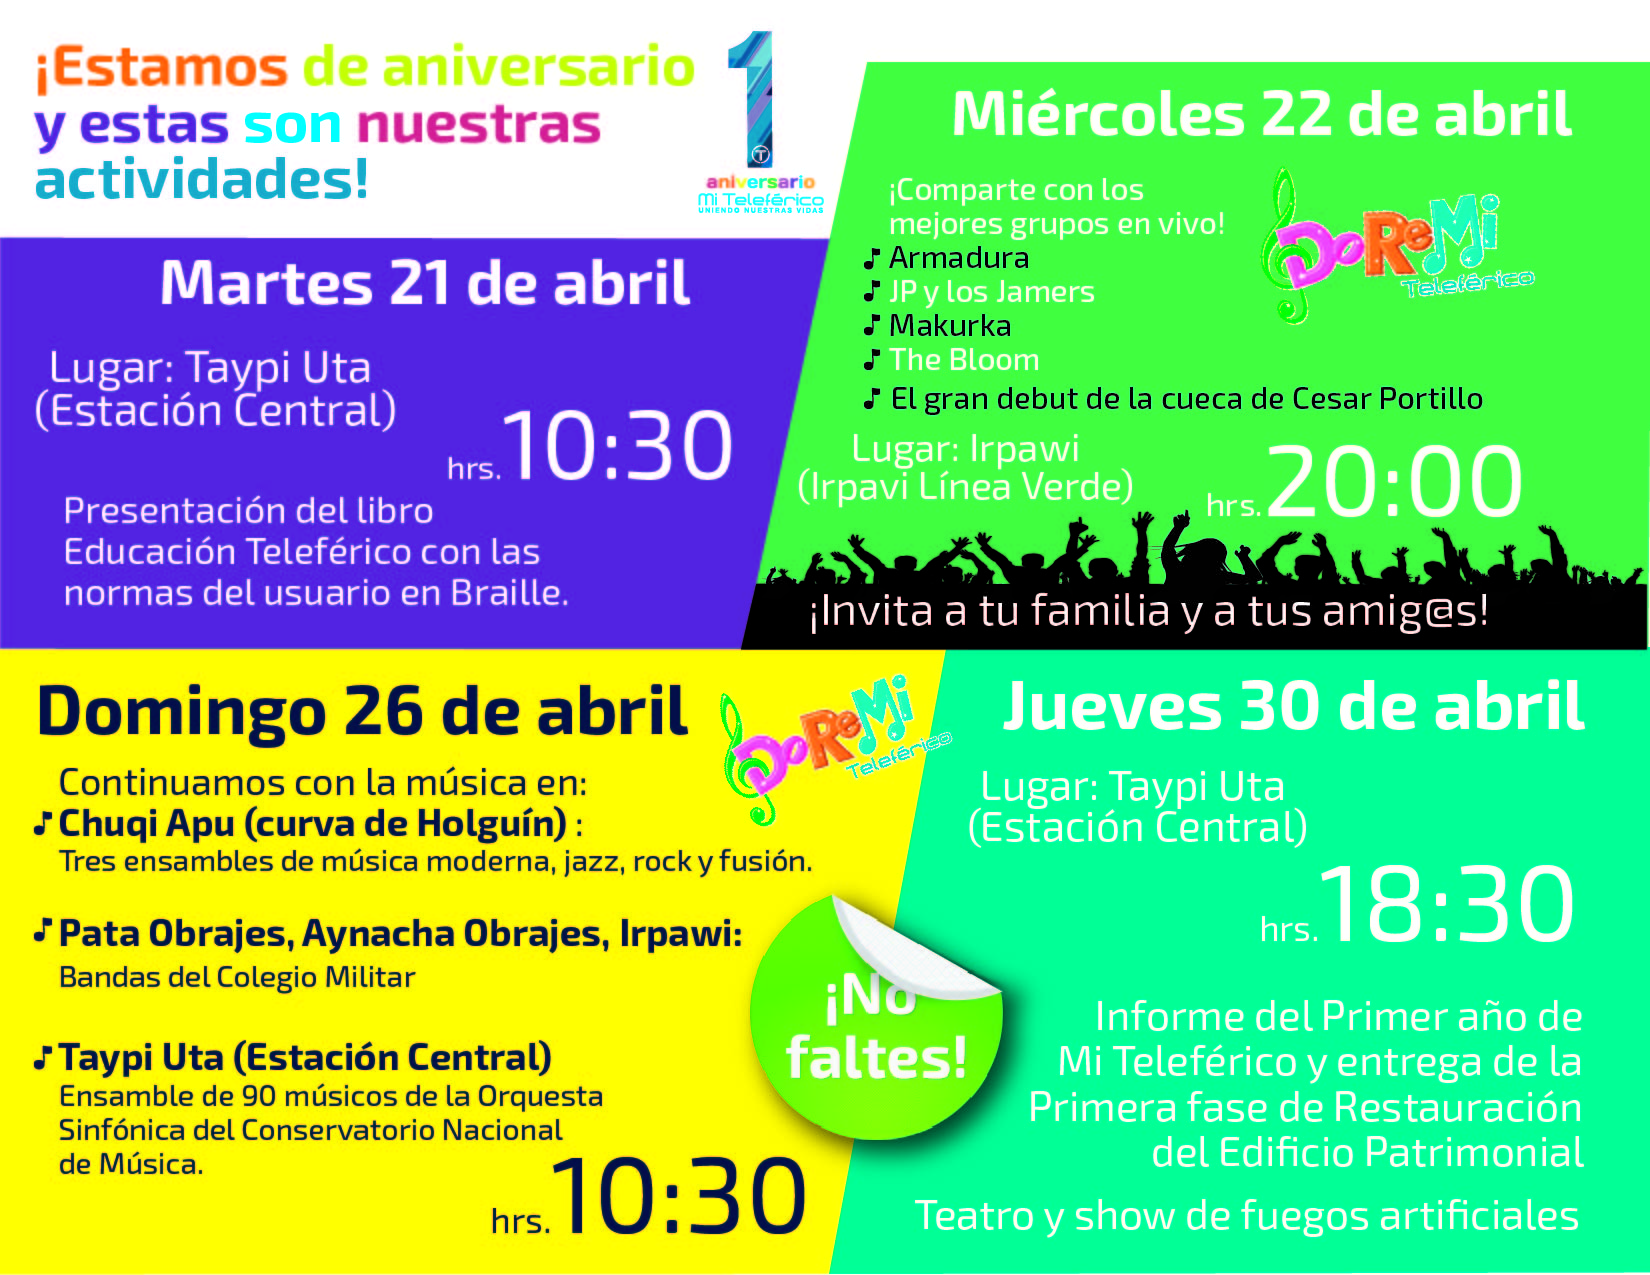 ¡Estamos de aniversario
y estas son nuestras
actividades!
1
T
aniversario
Mi Teleférico
UNIENDO NUESTRAS VIDAS
Martes 21 de abril
Lugar: Taypi Uta
(Estación Central)
hrs. 10:30
Presentación del libro
Educación Teleférico con las
normas del usuario en Braille.
Miércoles 22 de abril
¡Comparte con los
mejores grupos en vivo!
Armadura
JP y los Jamers
Makurka
The Bloom
El gran debut de la cueca de Cesar Portillo
DoReMi
Teleférico
Lugar: Irpawi
(Irpavi Línea Verde)
hrs. 20:00
¡Invita a tu familia y a tus amig@s!
Domingo 26 de abril
DoReMi
Teleférico
Continuamos con la música en:
Chuqi Apu (curva de Holguín) :
Tres ensambles de música moderna, jazz, rock y fusión.
Pata Obrajes, Aynacha Obrajes, Irpawi:
Bandas del Colegio Militar
Taypi Uta (Estación Central)
Ensamble de 90 músicos de la Orquesta
Sinfónica del Conservatorio Nacional
de Música.
hrs. 10:30
¡No
faltes!
Jueves 30 de abril
Lugar: Taypi Uta
(Estación Central)
hrs. 18:30
Informe del Primer año de
Mi Teleférico y entrega de la
Primera fase de Restauración
del Edificio Patrimonial
Teatro y show de fuegos artificiales